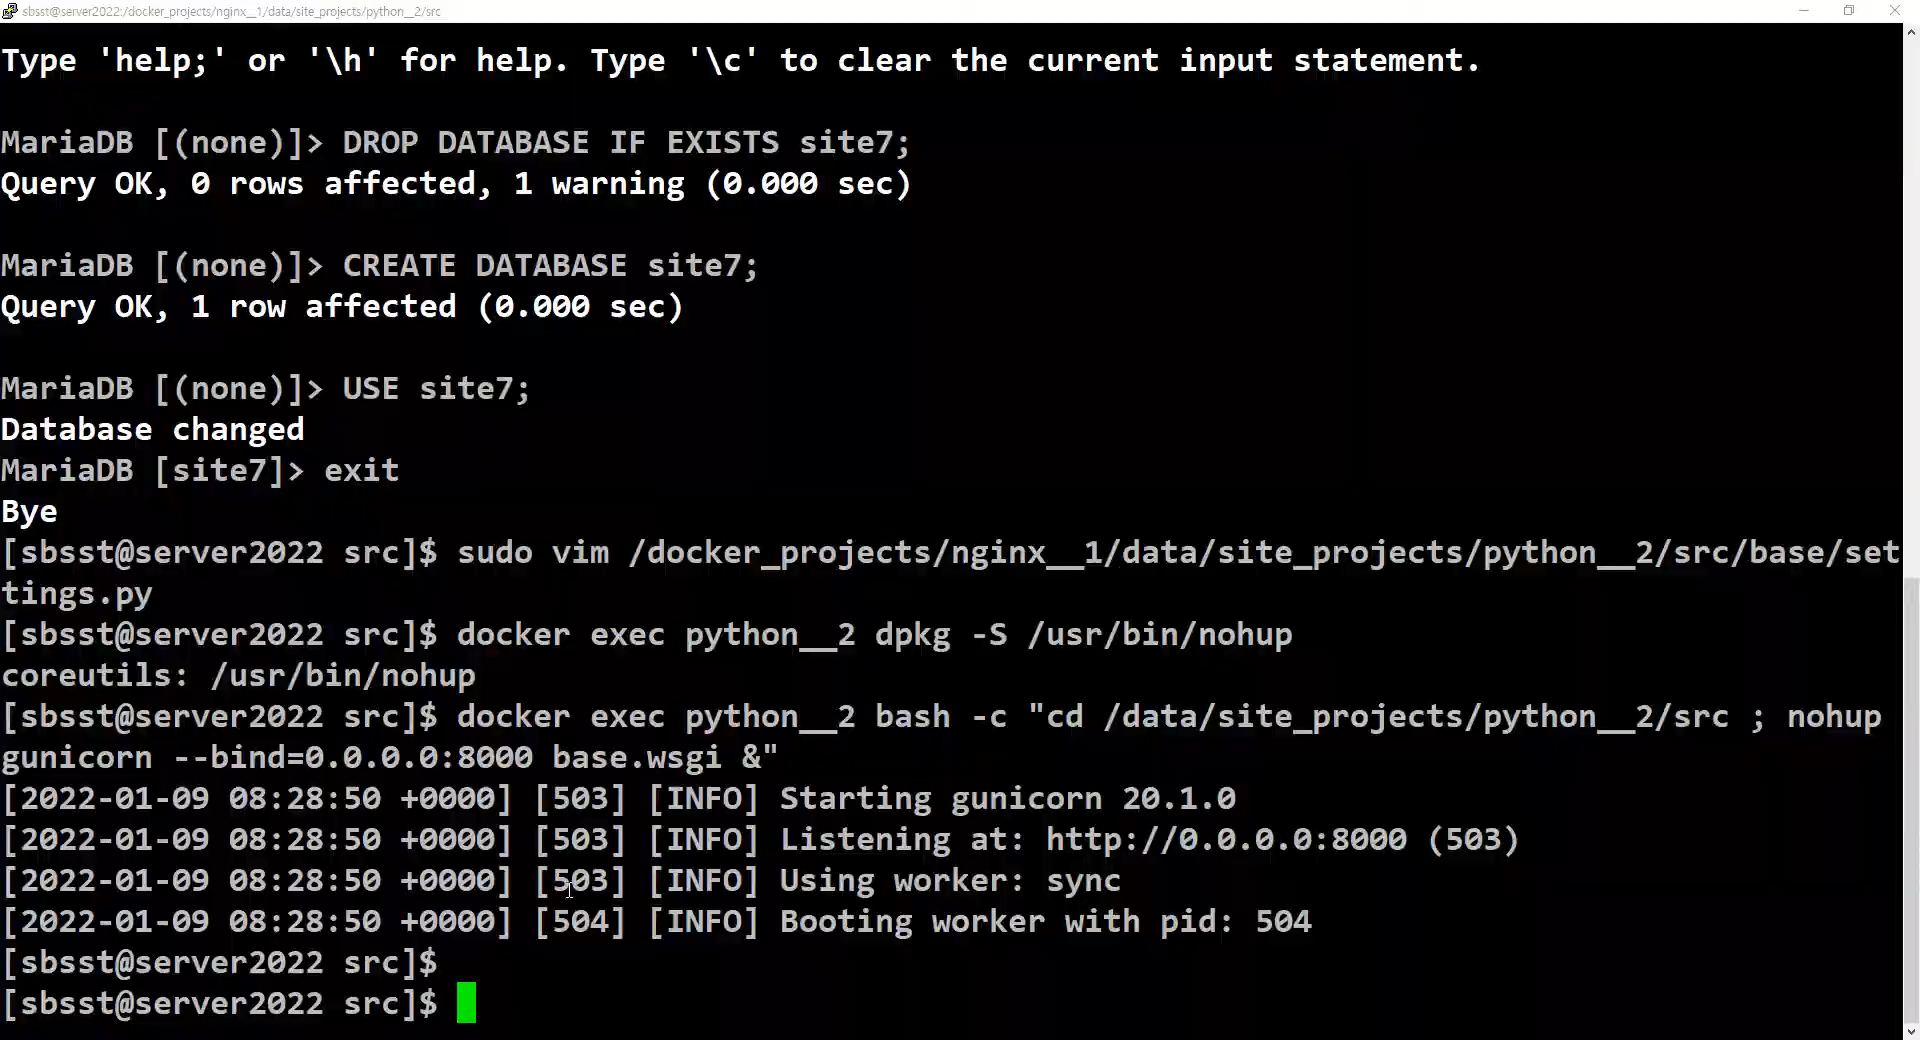 sbsst@server2022:/docker_projects/nginx__1/data/site_projects/python__2/src
Type 'help;' or '\h' for help. Type '\c' to clear the current input statement.
MariaDB [(none)]> DROP DATABASE IF EXISTS site7;
Query OK, 0 rows affected, 1 warning (0.000 sec)
MariaDB [(none)]> CREATE DATABASE site7;
Query OK, 1 row affected (0.000 sec)
MariaDB [(none)]> USE site7;
Database changed
MariaDB [site7]> exit
Bye
[sbsst@server2022 src]$ sudo vim /docker_projects/nginx__1/data/site_projects/python__2/src/base/set
tings.py
[sbsst@server2022 src]$ docker exec python__2 dpkg -S /usr/bin/nohup
coreutils: /usr/bin/nohup
[sbsst@server2022 src]$ docker exec python__2 bash -c "cd /data/site_projects/python__2/src ; nohup
gunicorn --bind=0.0.0.0:8000 base.wsgi &"
[2022-01-09 08:28:50 +0000] [503] [INFO] Starting gunicorn 20.1.0
[2022-01-09 08:28:50 +0000] [503] [INFO] Listening at: http://0.0.0.0:8000 (503)
[2022-01-09 08:28:50 +0000] [503] [INFO] Using worker: sync
[2022-01-09 08:28:50 +0000] [504] [INFO] Booting worker with pid: 504
[sbsst@server2022 src]$
[sbsst@server2022 src]$